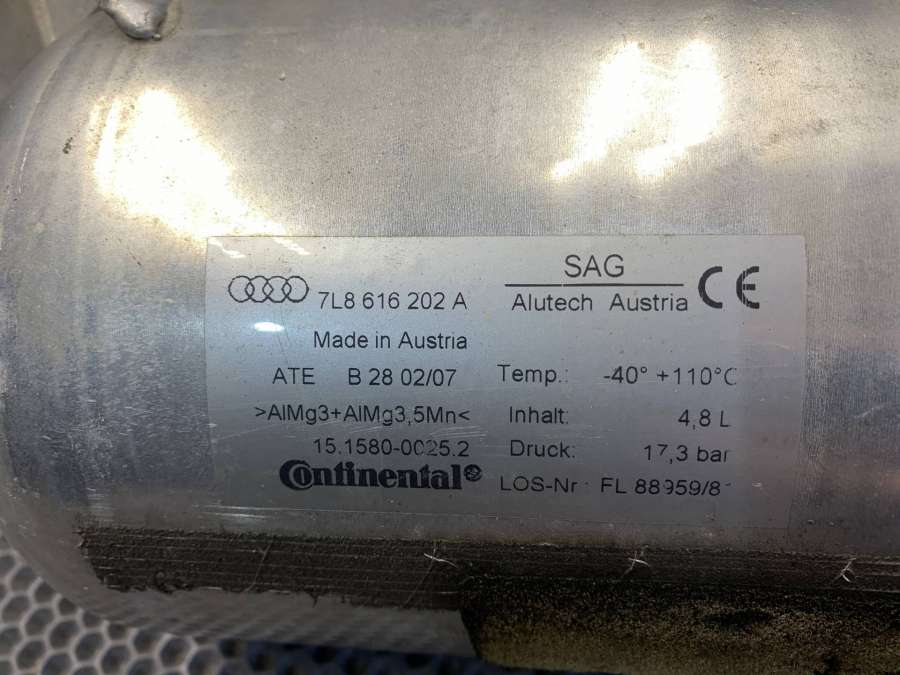 7L8 616 202 A
Made in Austria
ATE B 28 02/07
>AlMg3+AlMg3,5Mn<
15.1580-0025.2
Continental
SAG
Alutech Austria CE
Temp.: -40° +110°C
Inhalt: 4,8 L
Druck: 17,3 bar
LOS-Nr.: FL 88959/8